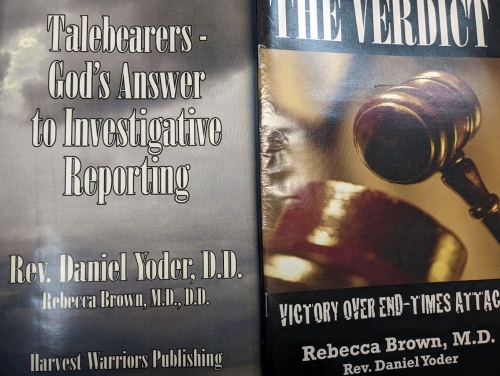 Talebearers -
God's Answer
to Investigative
Reporting
Rev. Daniel Yoder, D.D.
Rebecca Brown, M.D., D.D.
Harvest Warriors Publishing
THE VERDICT
VICTORY OVER END-TIMES ATTAC
Rebecca Brown, M.D.
Rev. Daniel Yoder